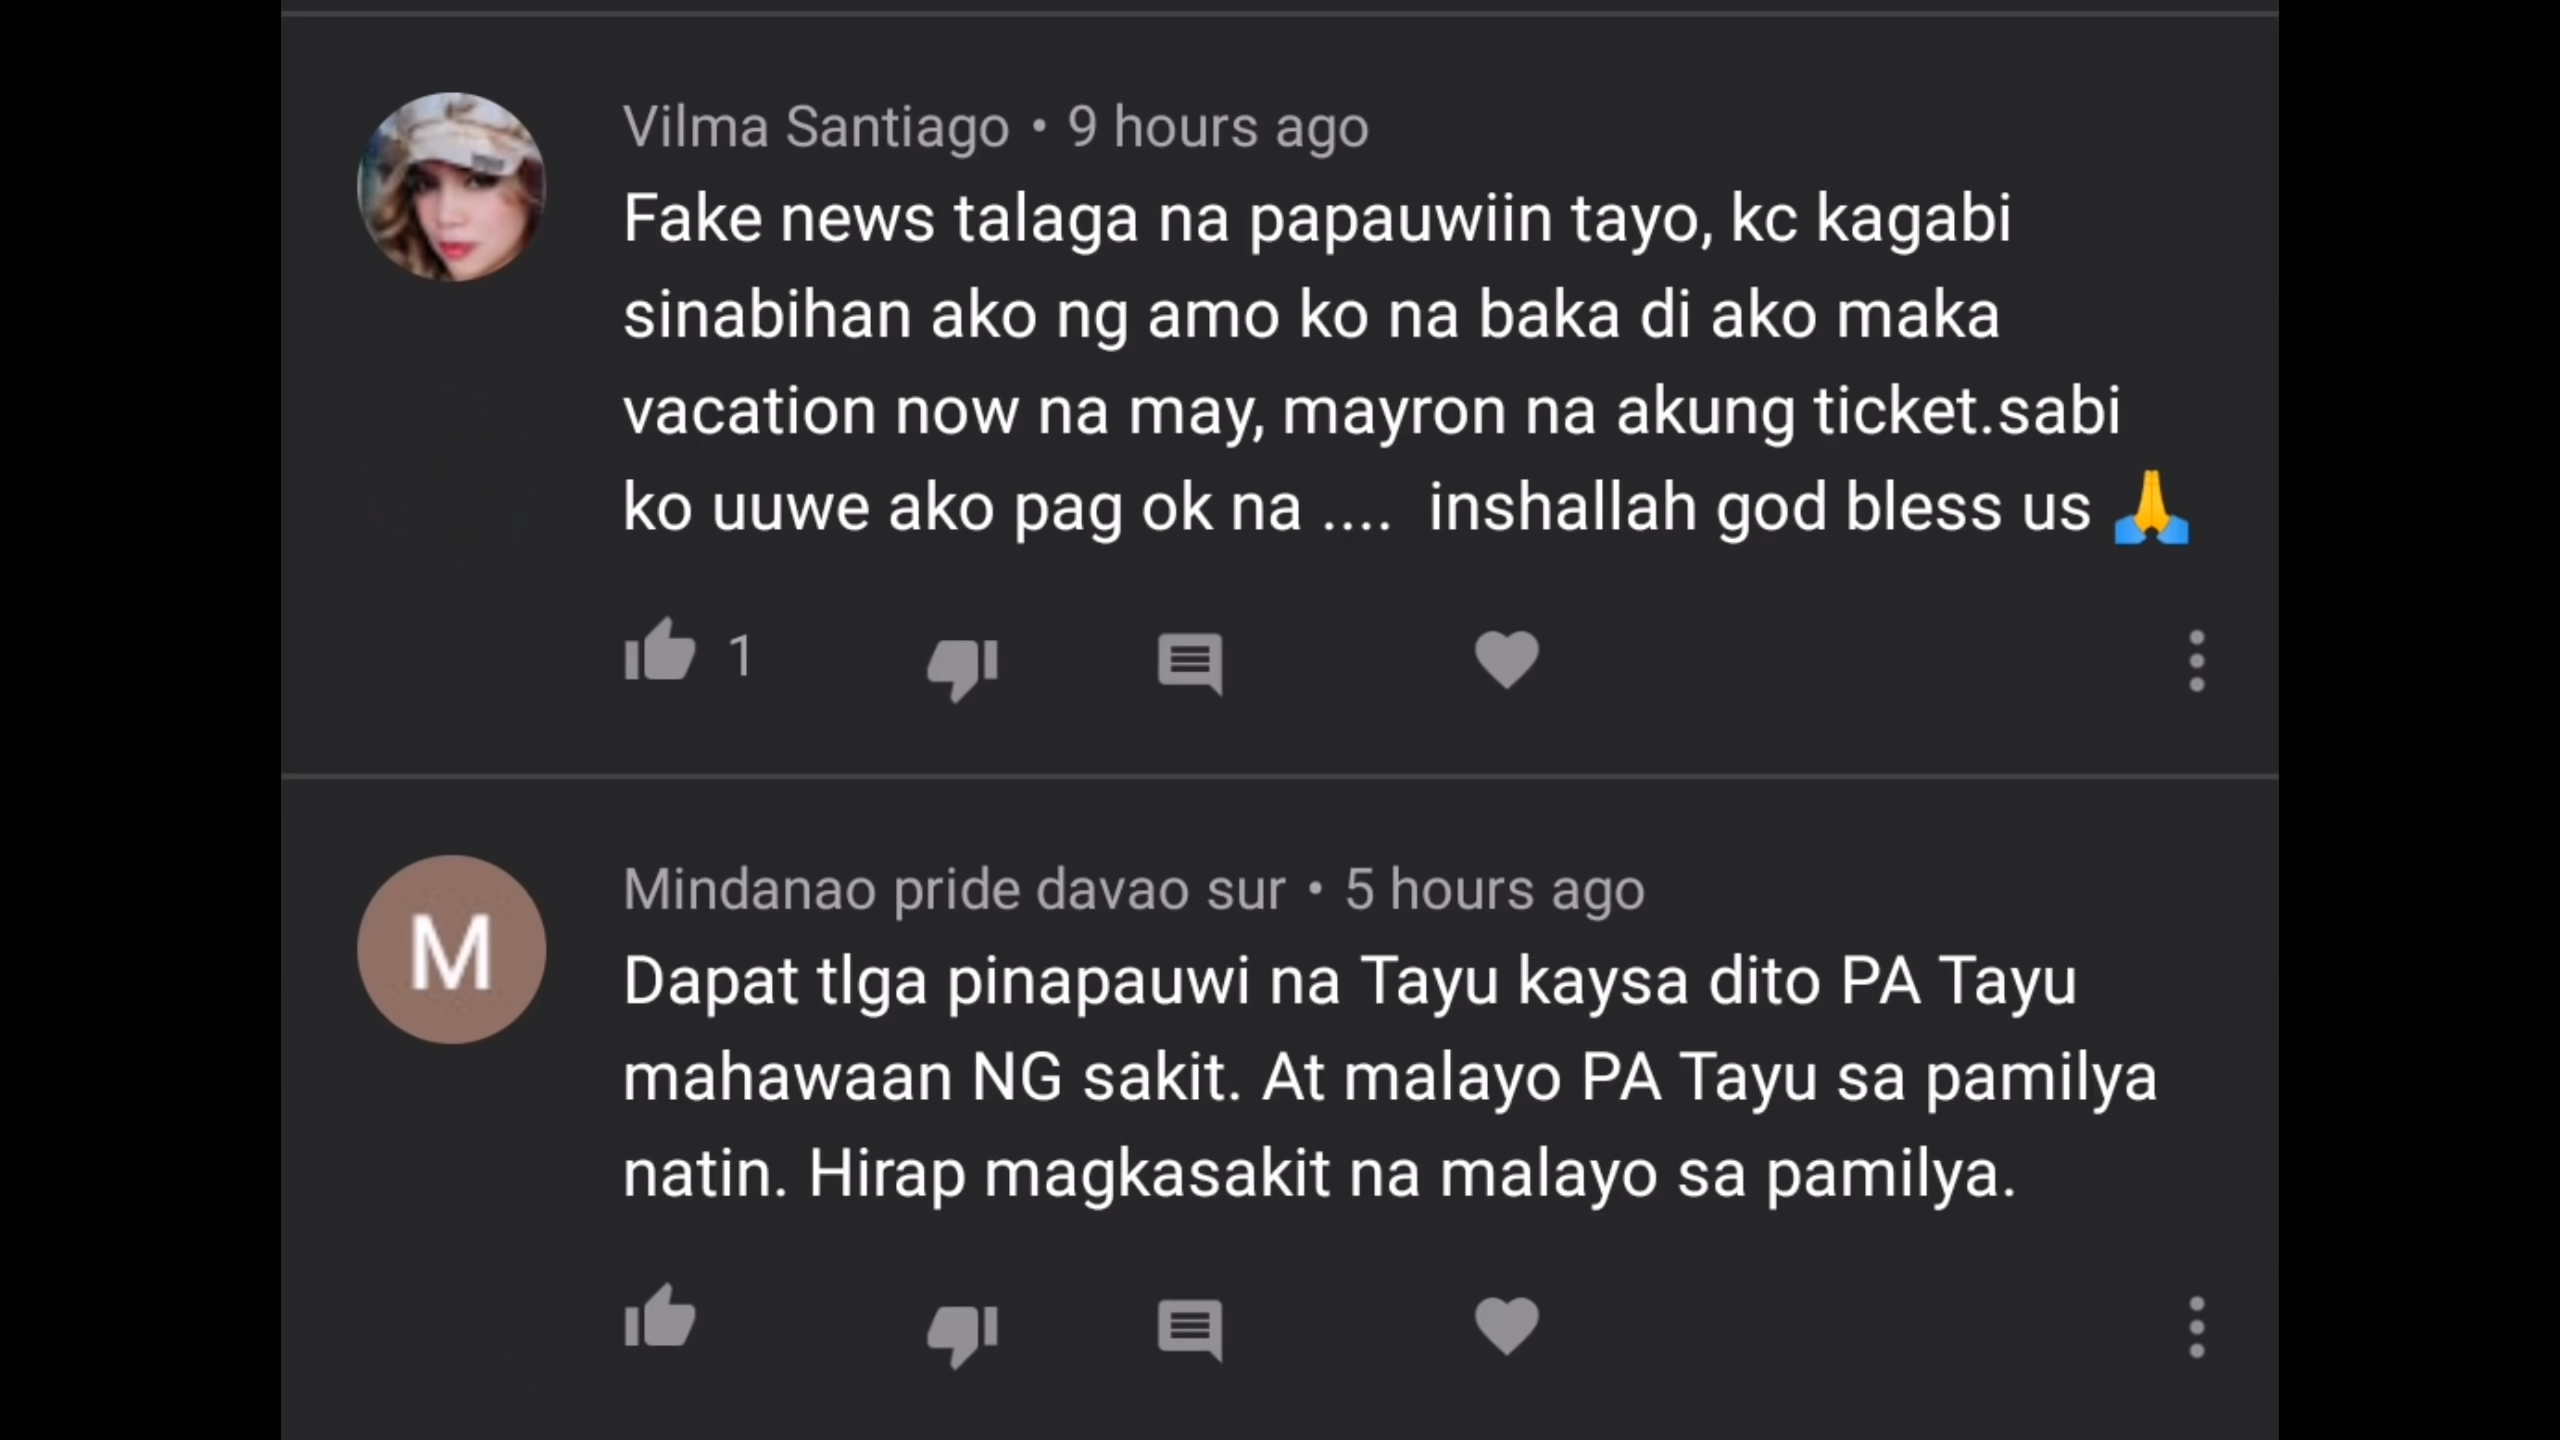 Vilma Santiago • 9 hours ago
Fake news talaga na papauwiin tayo, kc kagabi
sinabihan ako ng amo ko na baka di ako maka
vacation now na may, mayron na akung ticket.sabi
ko uuwe ako pag ok na .... inshallah god bless us 🙏
1
M
Mindanao pride davao sur • 5 hours ago
Dapat tlga pinapauwi na Tayu kaysa dito PA Tayu
mahawaan NG sakit. At malayo PA Tayu sa pamilya
natin. Hirap magkasakit na malayo sa pamilya.